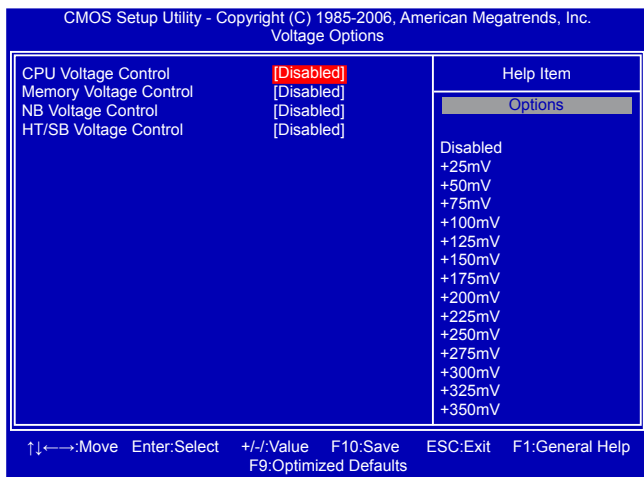 CMOS Setup Utility - Copyright (C) 1985-2006, American Megatrends, Inc.
Voltage Options
CPU Voltage Control [Disabled]
Memory Voltage Control [Disabled]
NB Voltage Control [Disabled]
HT/SB Voltage Control [Disabled]
Help Item
Options
Disabled
+25mV
+50mV
+75mV
+100mV
+125mV
+150mV
+175mV
+200mV
+225mV
+250mV
+275mV
+300mV
+325mV
+350mV
↑↓←→:Move Enter:Select +/-/:Value F10:Save ESC:Exit F1:General Help
F9:Optimized Defaults